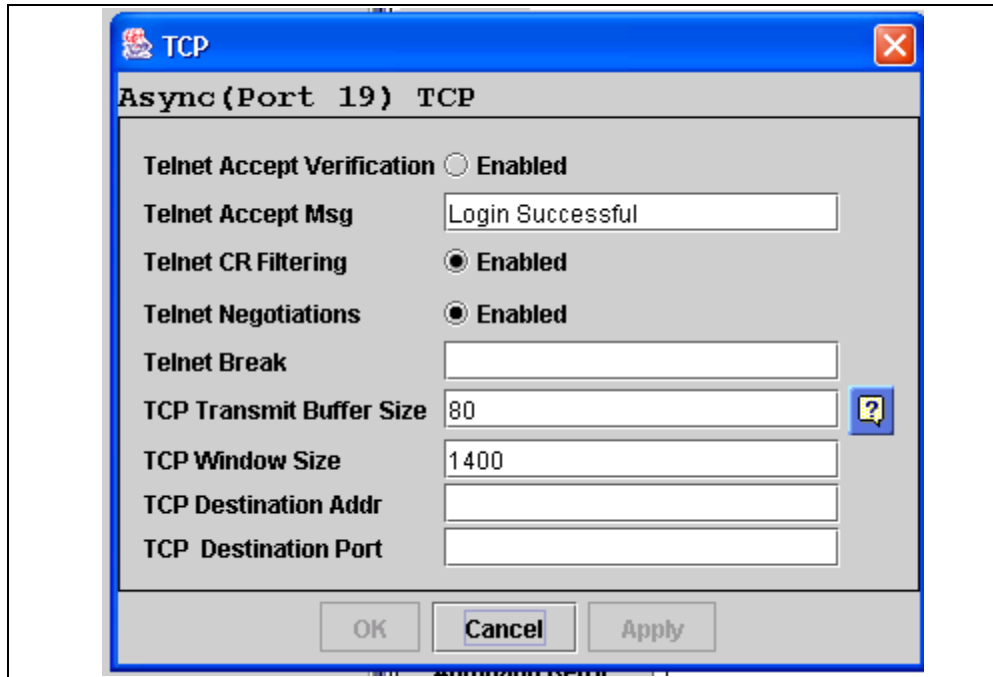 TCP
Async(Port 19) TCP
Telnet Accept Verification Enabled
Telnet Accept Msg Login Successful
Telnet CR Filtering Enabled
Telnet Negotiations Enabled
Telnet Break
TCP Transmit Buffer Size 80 ?
TCP Window Size 1400
TCP Destination Addr
TCP Destination Port
OK Cancel Apply